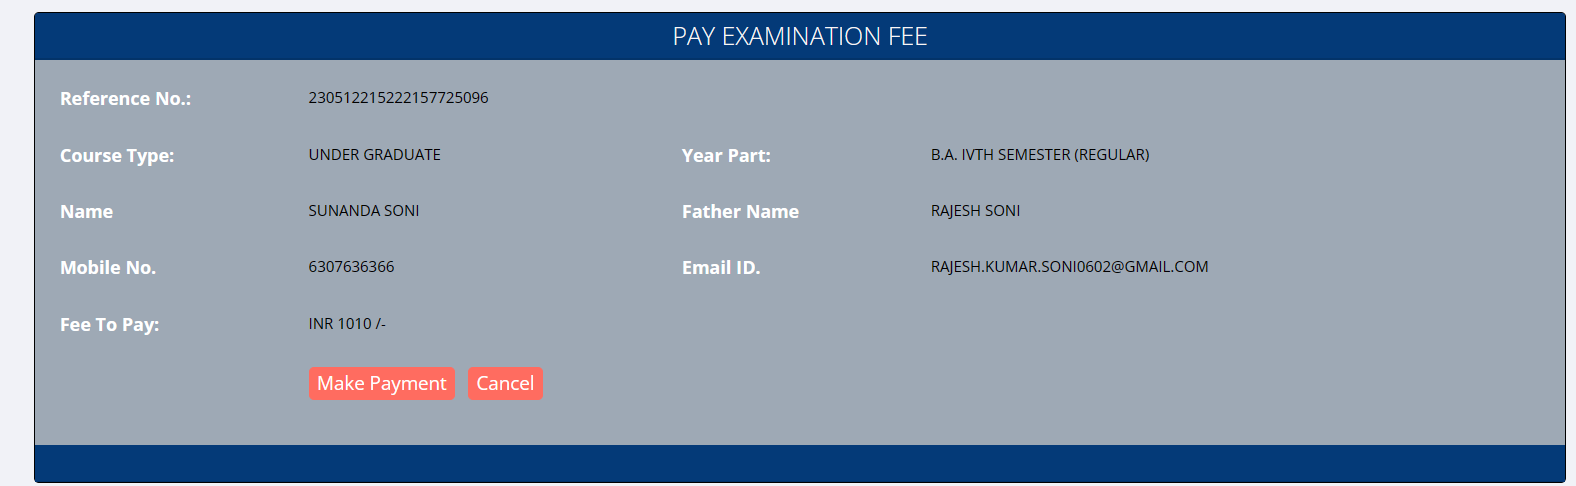 PAY EXAMINATION FEE
Reference No.: 230512215222157725096
Course Type: UNDER GRADUATE Year Part: B.A. IVTH SEMESTER (REGULAR)
Name SUNANDA SONI Father Name RAJESH SONI
Mobile No. 6307636366 Email ID. RAJESH.KUMAR.SONI0602@GMAIL.COM
Fee To Pay: INR 1010 /-
Make Payment Cancel